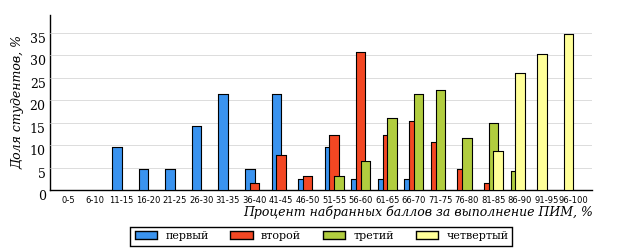 Доля студентов, %
35
30
25
20
15
10
5
0
0-5 6-10 11-15 16-20 21-25 26-30 31-35 36-40 41-45 46-50 51-55 56-60 61-65 66-70 71-75 76-80 81-85 86-90 91-95 96-100
Процент набранных баллов за выполнение ПИМ, %
первый второй третий четвертый